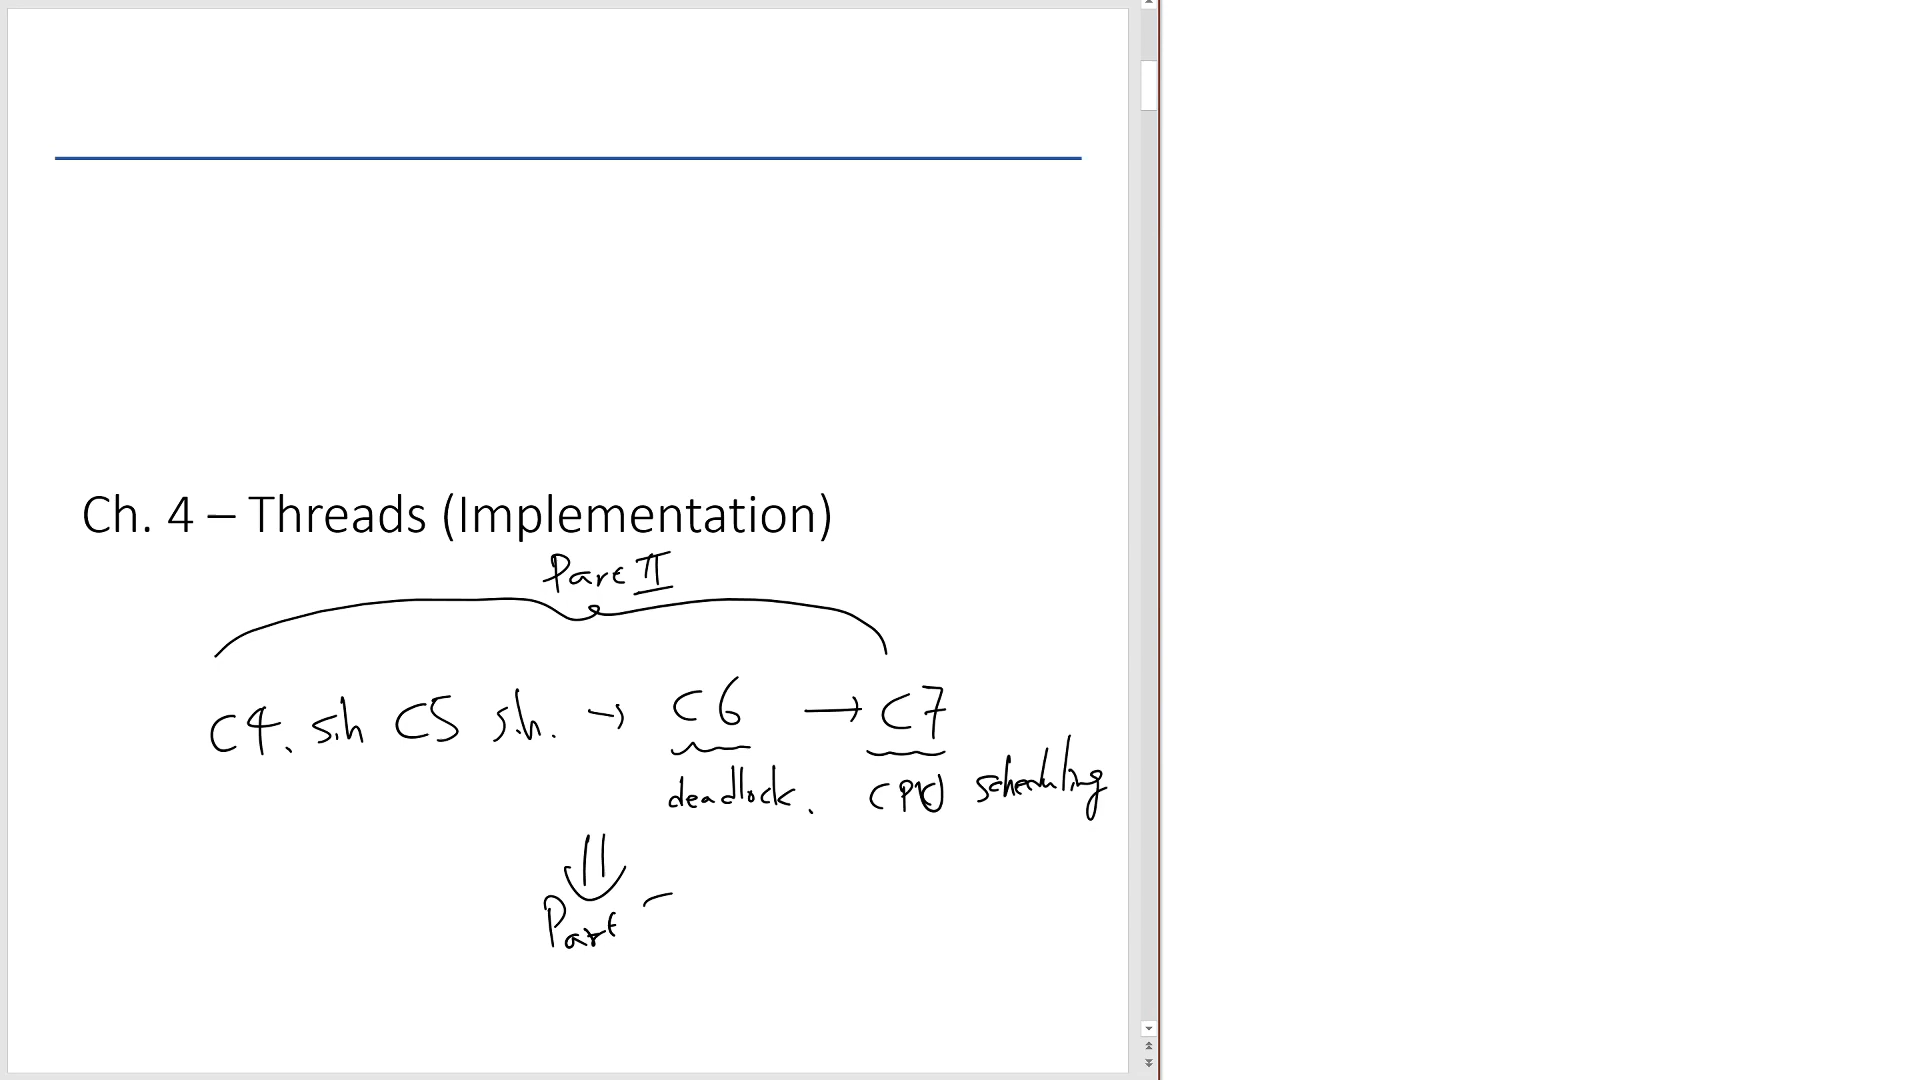 Ch. 4 – Threads (Implementation)
Part II
C4. s.h C5 s.h. → C6 → C7
deadlock. CPU scheduling
Part